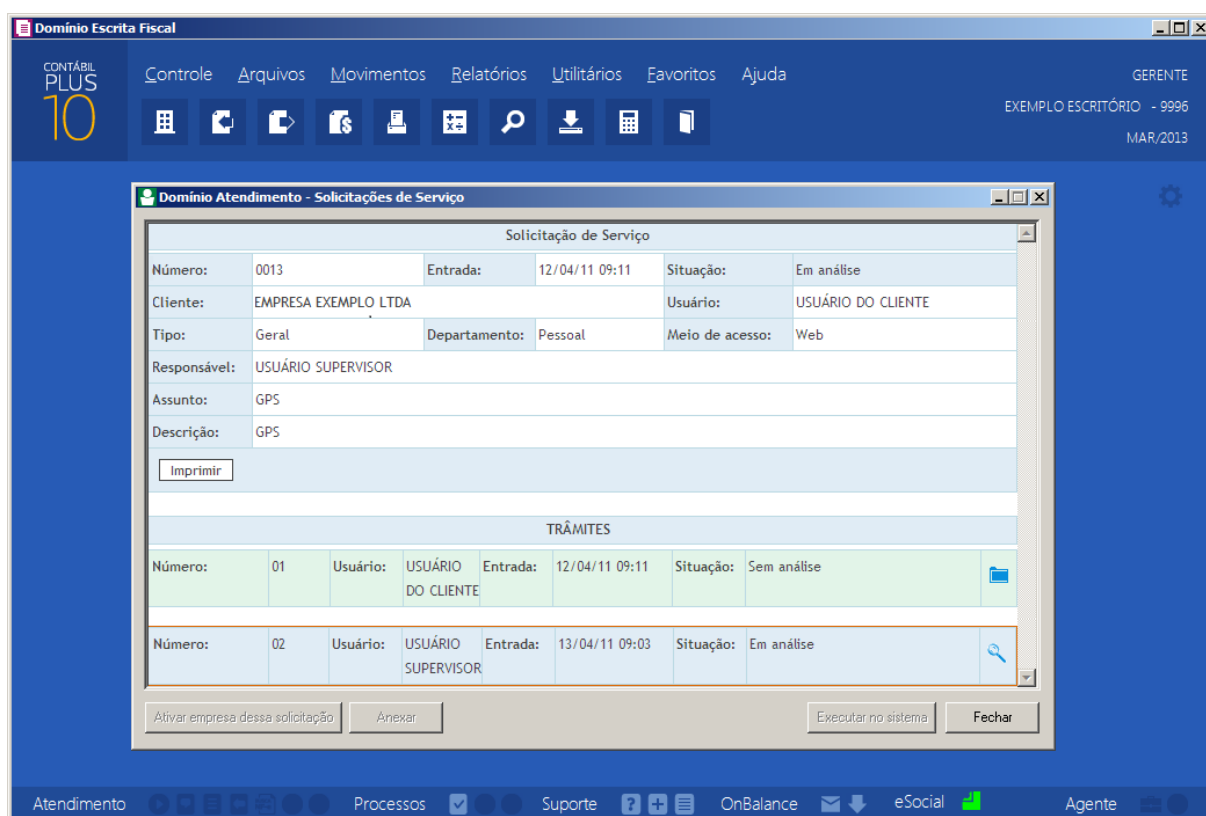 Domínio Escrita Fiscal
CONTÁBIL
PLUS
10
Controle Arquivos Movimentos Relatórios Utilitários Favoritos Ajuda
GERENTE
EXEMPLO ESCRITÓRIO - 9996
MAR/2013
Domínio Atendimento - Solicitações de Serviço
Solicitação de Serviço
Número: 0013 Entrada: 12/04/11 09:11 Situação: Em análise
Cliente: EMPRESA EXEMPLO LTDA Usuário: USUÁRIO DO CLIENTE
Tipo: Geral Departamento: Pessoal Meio de acesso: Web
Responsável: USUÁRIO SUPERVISOR
Assunto: GPS
Descrição: GPS
Imprimir
TRÂMITES
Número: 01 Usuário: USUÁRIO Entrada: 12/04/11 09:11 Situação: Sem análise
DO CLIENTE
Número: 02 Usuário: USUÁRIO Entrada: 13/04/11 09:03 Situação: Em análise
SUPERVISOR
Ativar empresa dessa solicitação Anexar Executar no sistema Fechar
Atendimento Processos Suporte OnBalance eSocial Agente